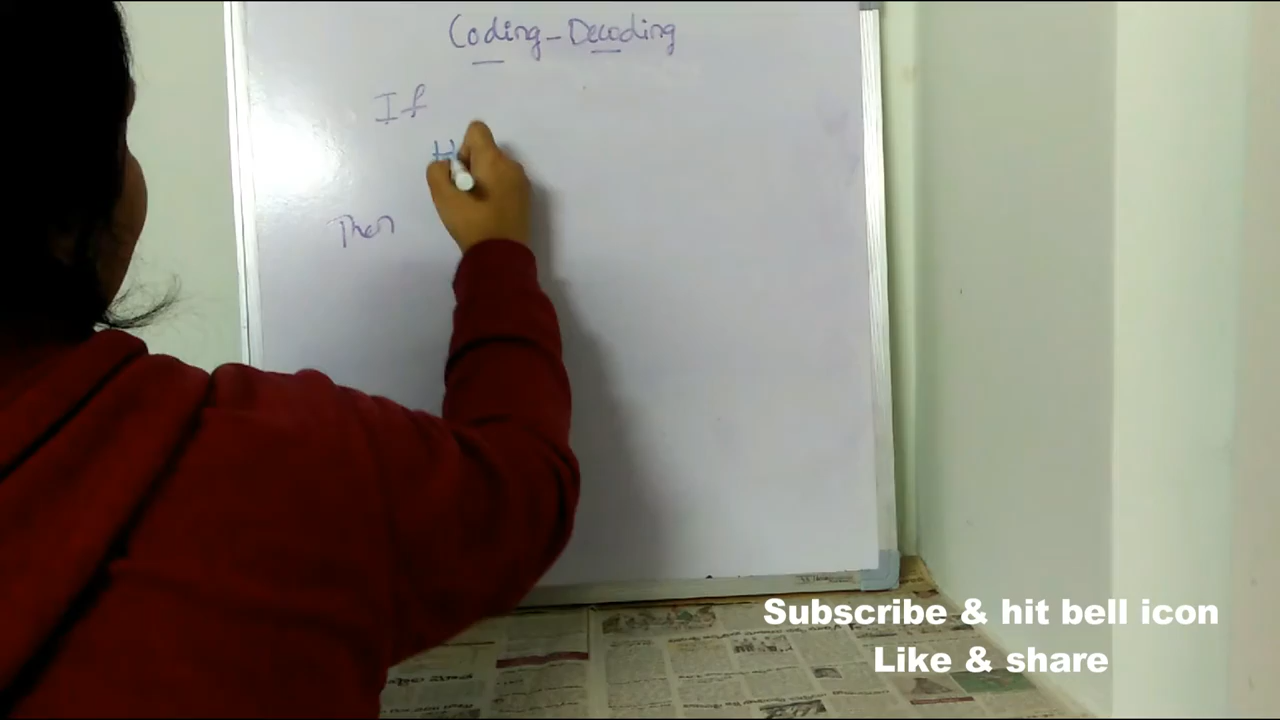 Coding - Decoding
If
H
Then
Subscribe & hit bell icon
Like & share